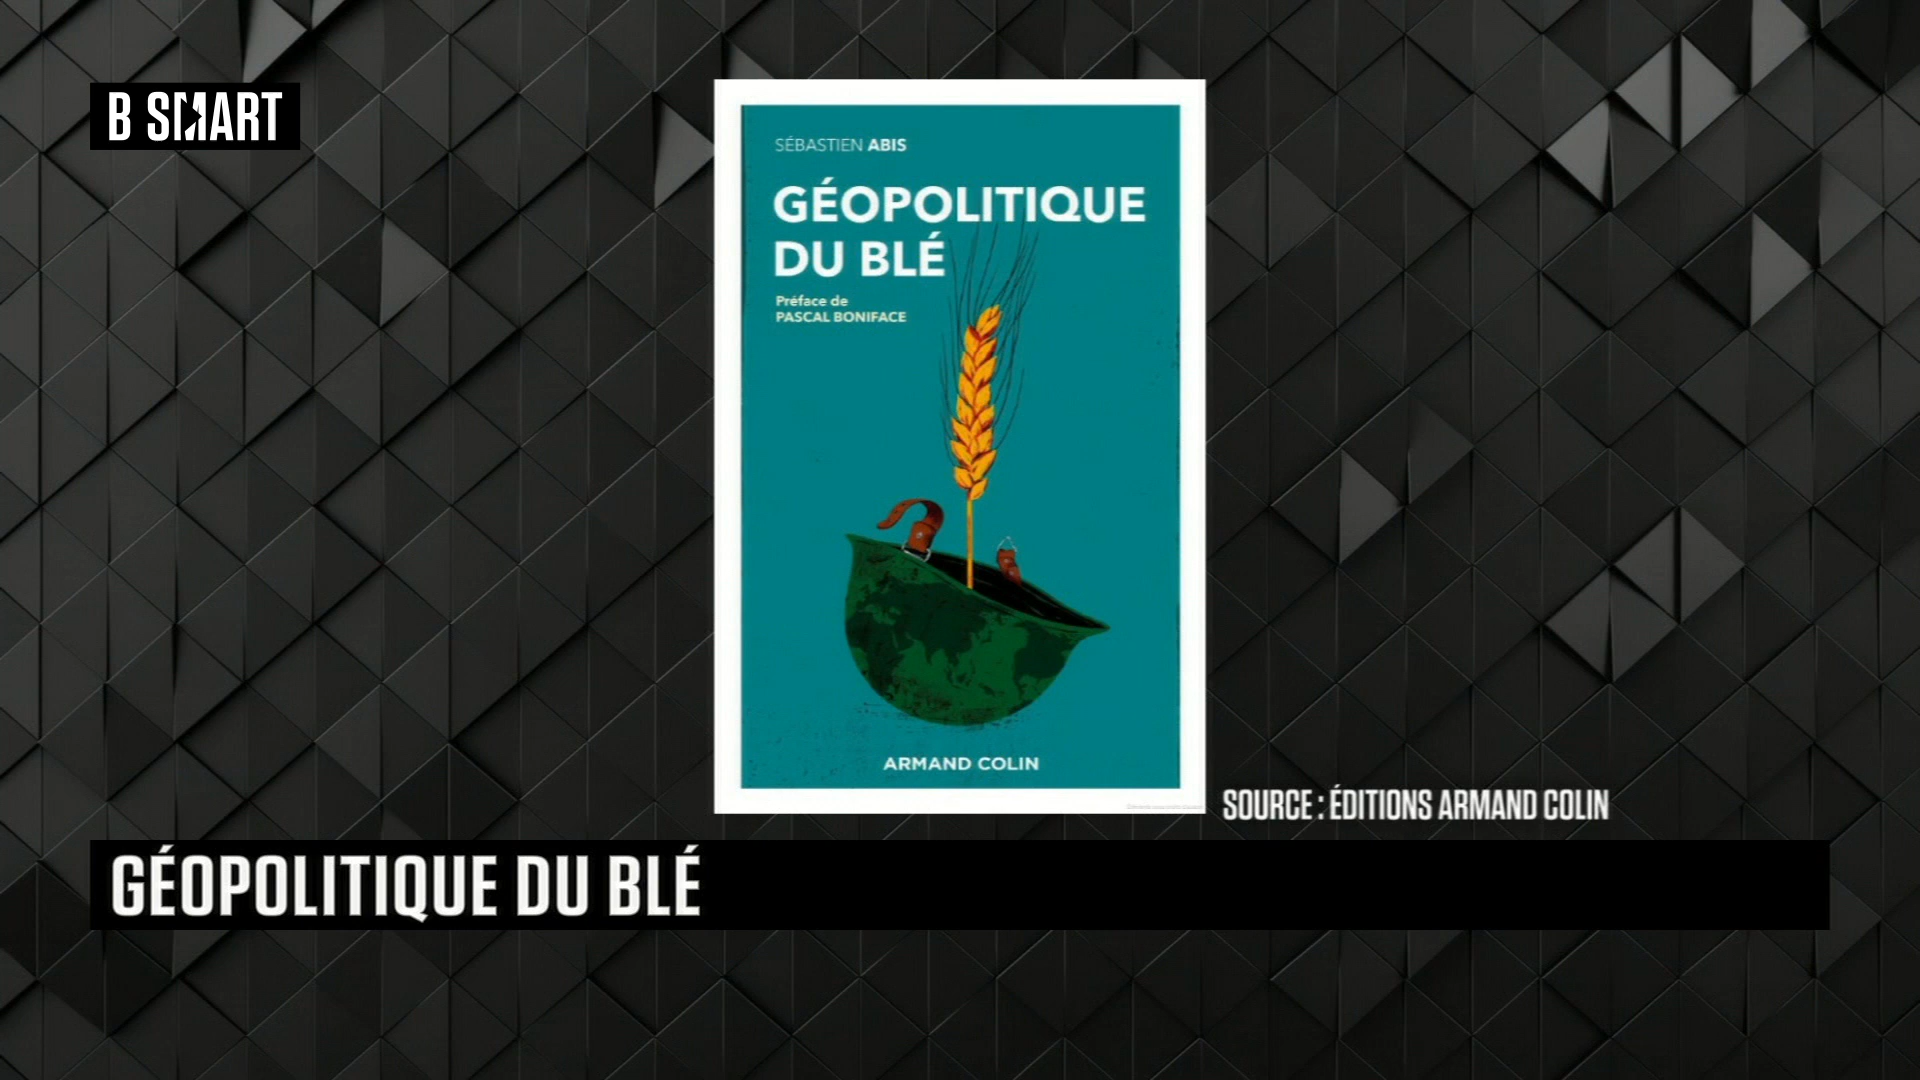 B SMART
SÉBASTIEN ABIS
GÉOPOLITIQUE
DU BLÉ
Préface de
PASCAL BONIFACE
ARMAND COLIN
SOURCE : ÉDITIONS ARMAND COLIN
GÉOPOLITIQUE DU BLÉ